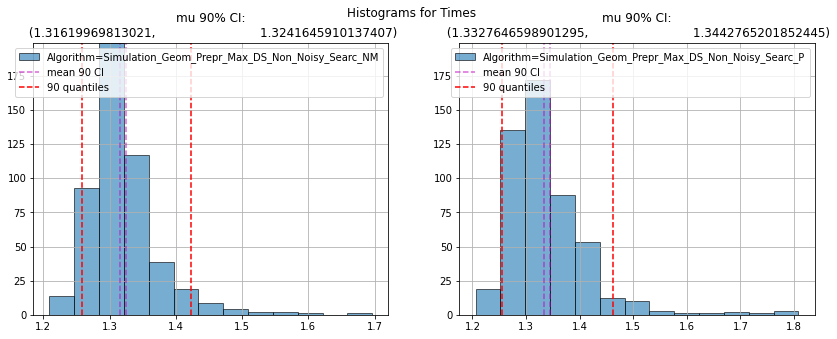 Histograms for Times
mu 90% CI:
(1.31619969813021, 1.3241645910137407)
Algorithm=Simulation_Geom_Prepr_Max_DS_Non_Noisy_Searc_NM
mean 90 CI
90 quantiles
175
150
125
100
75
50
25
0
1.2 1.3 1.4 1.5 1.6 1.7
mu 90% CI:
(1.3327646598901295, 1.3442765201852445)
Algorithm=Simulation_Geom_Prepr_Max_DS_Non_Noisy_Searc_P
mean 90 CI
90 quantiles
150
125
100
75
50
25
0
1.2 1.3 1.4 1.5 1.6 1.7 1.8